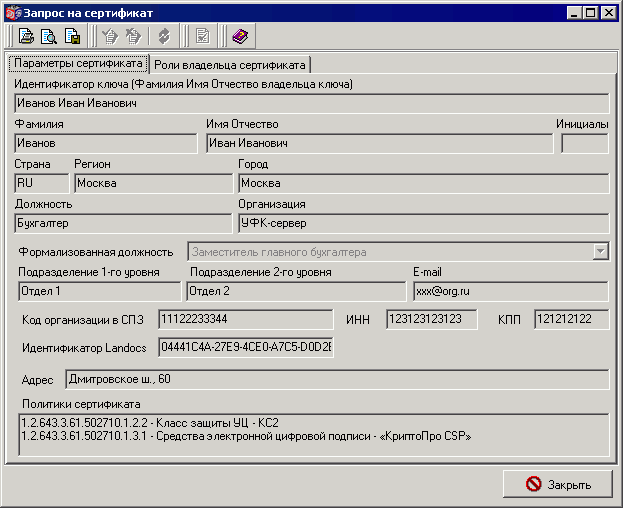 Запрос на сертификат
Параметры сертификата Роли владельца сертификата
Идентификатор ключа (Фамилия Имя Отчество владельца ключа)
Иванов Иван Иванович
Фамилия Имя Отчество Инициалы
Иванов Иван Иванович
Страна Регион Город
RU Москва Москва
Должность Организация
Бухгалтер УФК-сервер
Формализованная должность Заместитель главного бухгалтера
Подразделение 1-го уровня Подразделение 2-го уровня E-mail
Отдел 1 Отдел 2 xxx@org.ru
Код организации в СПЗ 11122233344 ИНН 123123123123 КПП 121212122
Идентификатор Landocs 04441C4A-27E9-4CE0-A7C5-D0D2E
Адрес Дмитровское ш., 60
Политики сертификата
1.2.643.3.61.502710.1.2.2 - Класс защиты УЦ - КС2
1.2.643.3.61.502710.1.3.1 - Средства электронной цифровой подписи - «КриптоПро CSP»
Закрыть